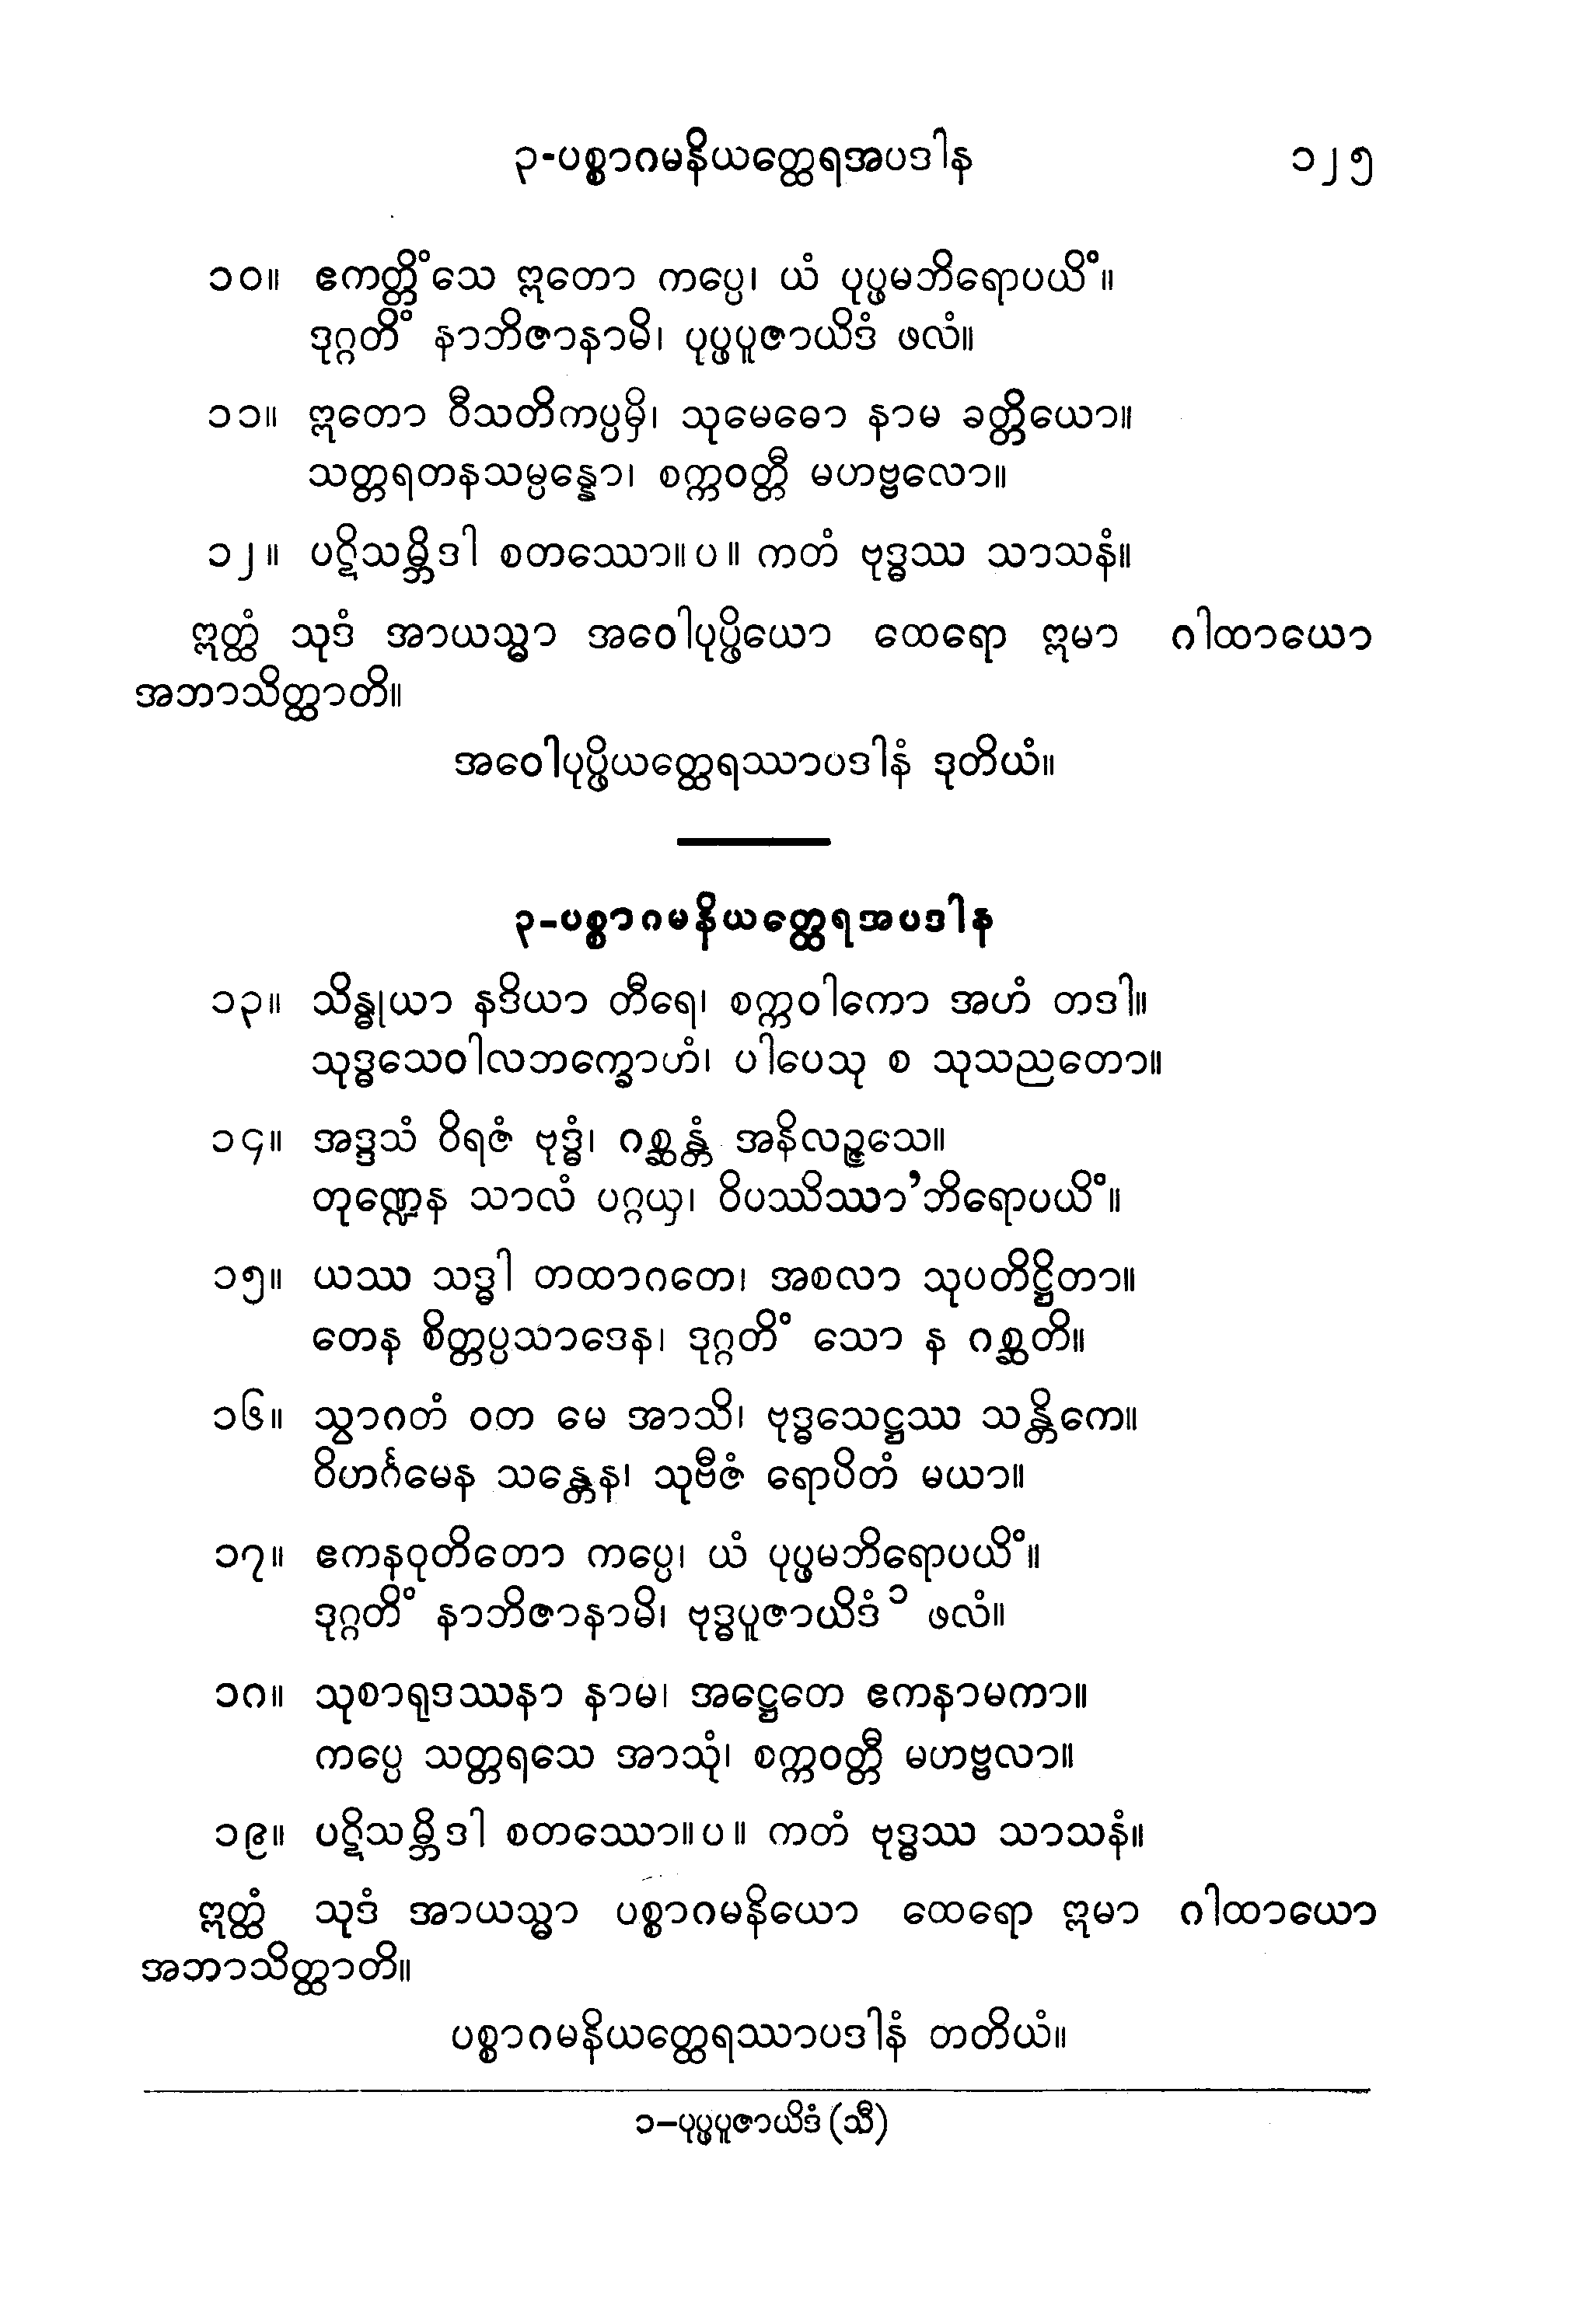 ၃-ပစ္စာဂမနိယတ္ထေရအပဒါန ၁၂၅
၁၀။ ဧကတ္တိံသေ ဣတော ကပ္ပေ၊ ယံ ပုပ္ဖမဘိရောပယိံ။
ဒုဂ္ဂတိံ နာဘိဇာနာမိ၊ ပုပ္ဖပူဇာယိဒံ ဖလံ။
၁၁။ ဣတော ဝီသတိကပ္ပမှိ၊ သုမေဓော နာမ ခတ္တိယော။
သတ္တရတနသမ္ပန္နော၊ စက္ကဝတ္တီ မဟဗ္ဗလော။
၁၂။ ပဋိသမ္ဘိဒါ စတဿော။ပ။ ကတံ ဗုဒ္ဓဿ သာသနံ။
ဣတ္ထံ သုဒံ အာယသ္မာ အဝေါပုပ္ဖိယော ထေရော ဣမာ ဂါထာယော
အဘာသိတ္ထာတိ။
အဝေါပုပ္ဖိယတ္ထေရဿာပဒါနံ ဒုတိယံ။
၃-ပစ္စာဂမနိယတ္ထေရအပဒါန
၁၃။ သိန္ဓုယာ နဒိယာ တီရေ၊ စက္ကဝါကော အဟံ တဒါ။
သုဒ္ဓသေဝါလဘက္ခောဟံ၊ ပါပေသု စ သုသညတော။
၁၄။ အဒ္ဒသံ ဝိရဇံ ဗုဒ္ဓံ၊ ဂစ္ဆန္တံ အနိလဉ္ဇသေ။
တုဏ္ဍေန သာလံ ပဂ္ဂယှ၊ ဝိပဿိဿာ’ဘိရောပယိံ။
၁၅။ ယဿ သဒ္ဓါ တထာဂတေ၊ အစလာ သုပတိဋ္ဌိတာ။
တေန စိတ္တပ္ပသာဒေန၊ ဒုဂ္ဂတိံ သော န ဂစ္ဆတိ။
၁၆။ သွာဂတံ ဝတ မေ အာသိ၊ ဗုဒ္ဓသေဋ္ဌဿ သန္တိကေ။
ဝိဟင်္ဂမေန သန္တေန၊ သုဗီဇံ ရောပိတံ မယာ။
၁၇။ ဧကနဝုတိတော ကပ္ပေ၊ ယံ ပုပ္ဖမဘိရောပယိံ။
ဒုဂ္ဂတိံ နာဘိဇာနာမိ၊ ဗုဒ္ဓပူဇာယိဒံ ၁ ဖလံ။
၁၈။ သုစာရုဒဿနာ နာမ၊ အဋ္ဌေတေ ဧကနာမကာ။
ကပ္ပေ သတ္တရသေ အာသုံ၊ စက္ကဝတ္တီ မဟဗ္ဗလာ။
၁၉။ ပဋိသမ္ဘိဒါ စတဿော။ပ။ ကတံ ဗုဒ္ဓဿ သာသနံ။
ဣတ္ထံ သုဒံ အာယသ္မာ ပစ္စာဂမနိယော ထေရော ဣမာ ဂါထာယော
အဘာသိတ္ထာတိ။
ပစ္စာဂမနိယတ္ထေရဿာပဒါနံ တတိယံ။
၁-ပုပ္ဖပူဇာယိဒံ (သီ)